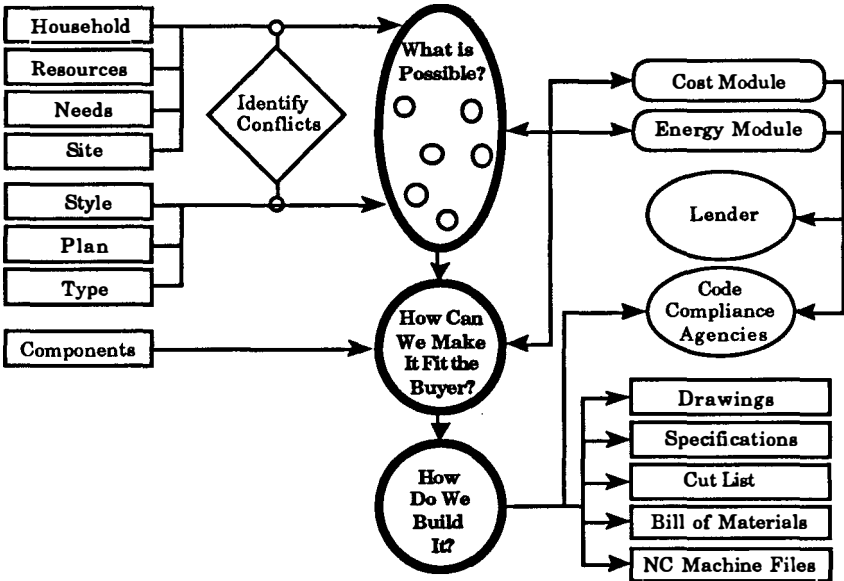 Household
Resources
Needs
Site
Style
Plan
Type
Components
Identify
Conflicts
What is
Possible?
How Can
We Make
It Fit the
Buyer?
How
Do We
Build
It?
Cost Module
Energy Module
Lender
Code
Compliance
Agencies
Drawings
Specifications
Cut List
Bill of Materials
NC Machine Files